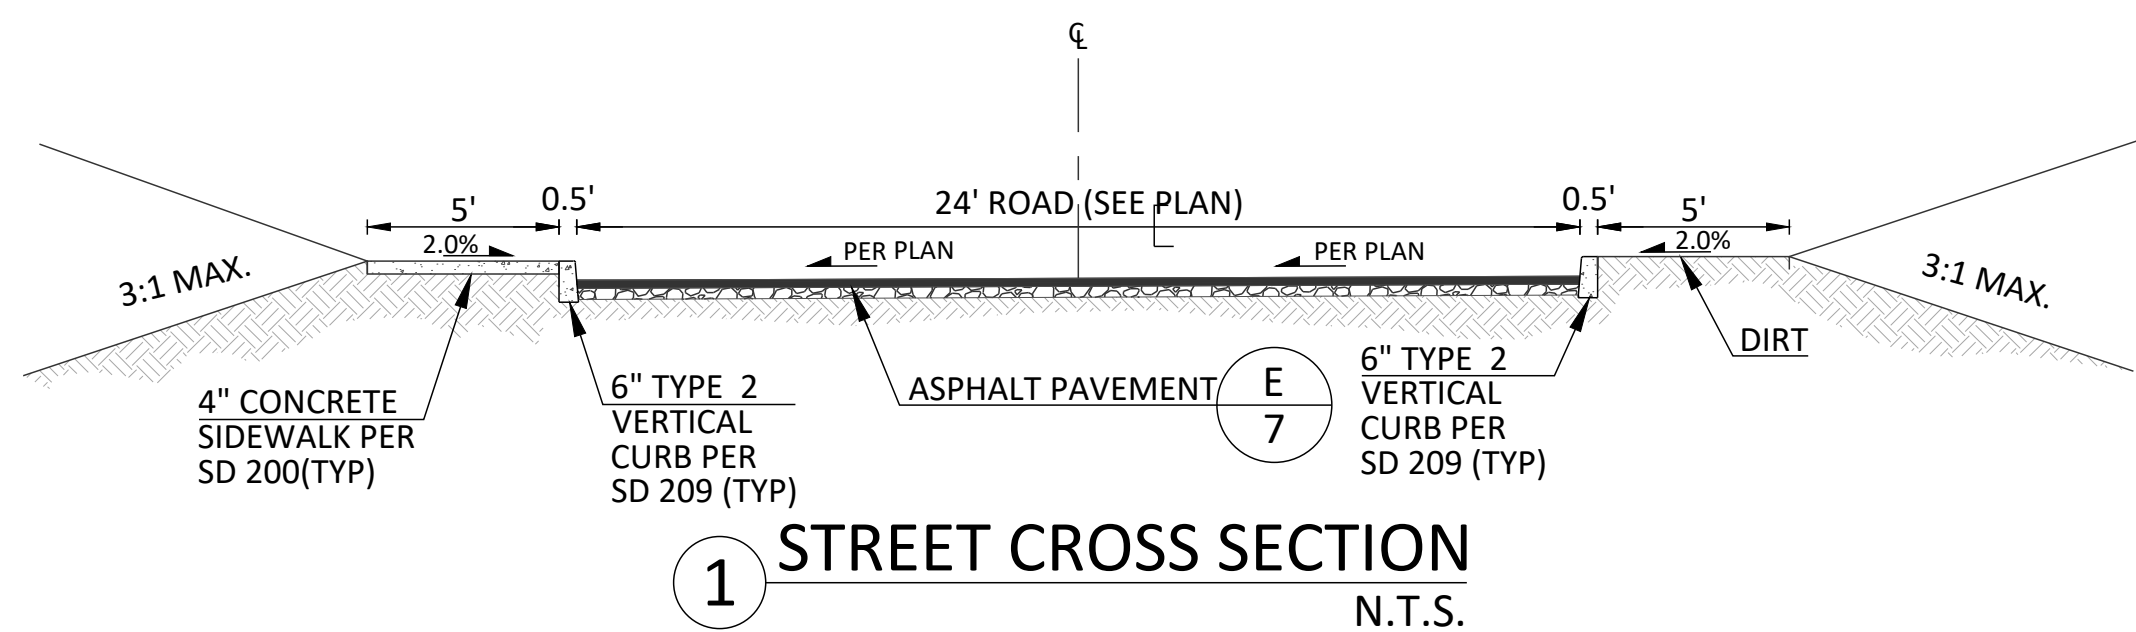 ℄
5'
0.5'
24' ROAD (SEE PLAN)
0.5'
5'
2.0%
PER PLAN
PER PLAN
2.0%
3:1 MAX.
3:1 MAX.
4" CONCRETE
SIDEWALK PER
SD 200(TYP)
6" TYPE 2
VERTICAL
CURB PER
SD 209 (TYP)
ASPHALT PAVEMENT
E
7
6" TYPE 2
VERTICAL
CURB PER
SD 209 (TYP)
DIRT
1
STREET CROSS SECTION
N.T.S.